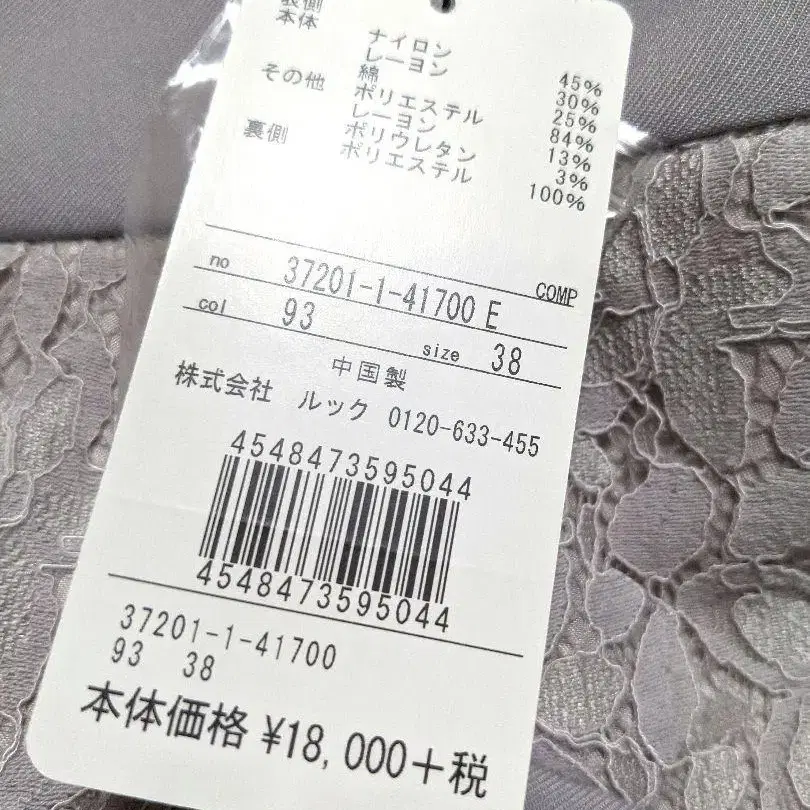 表側
本体 ナイロン 45%
レーヨン 30%
綿 25%
その他 ポリエステル 84%
レーヨン 13%
ポリウレタン 3%
裏側 ポリエステル 100%
COMP
no 37201-1-41700 E
col 93 size 38
中国製
株式会社 ルック 0120-633-455
4548473595044
4548473595044
37201-1-41700
93 38
本体価格 ¥18,000+税